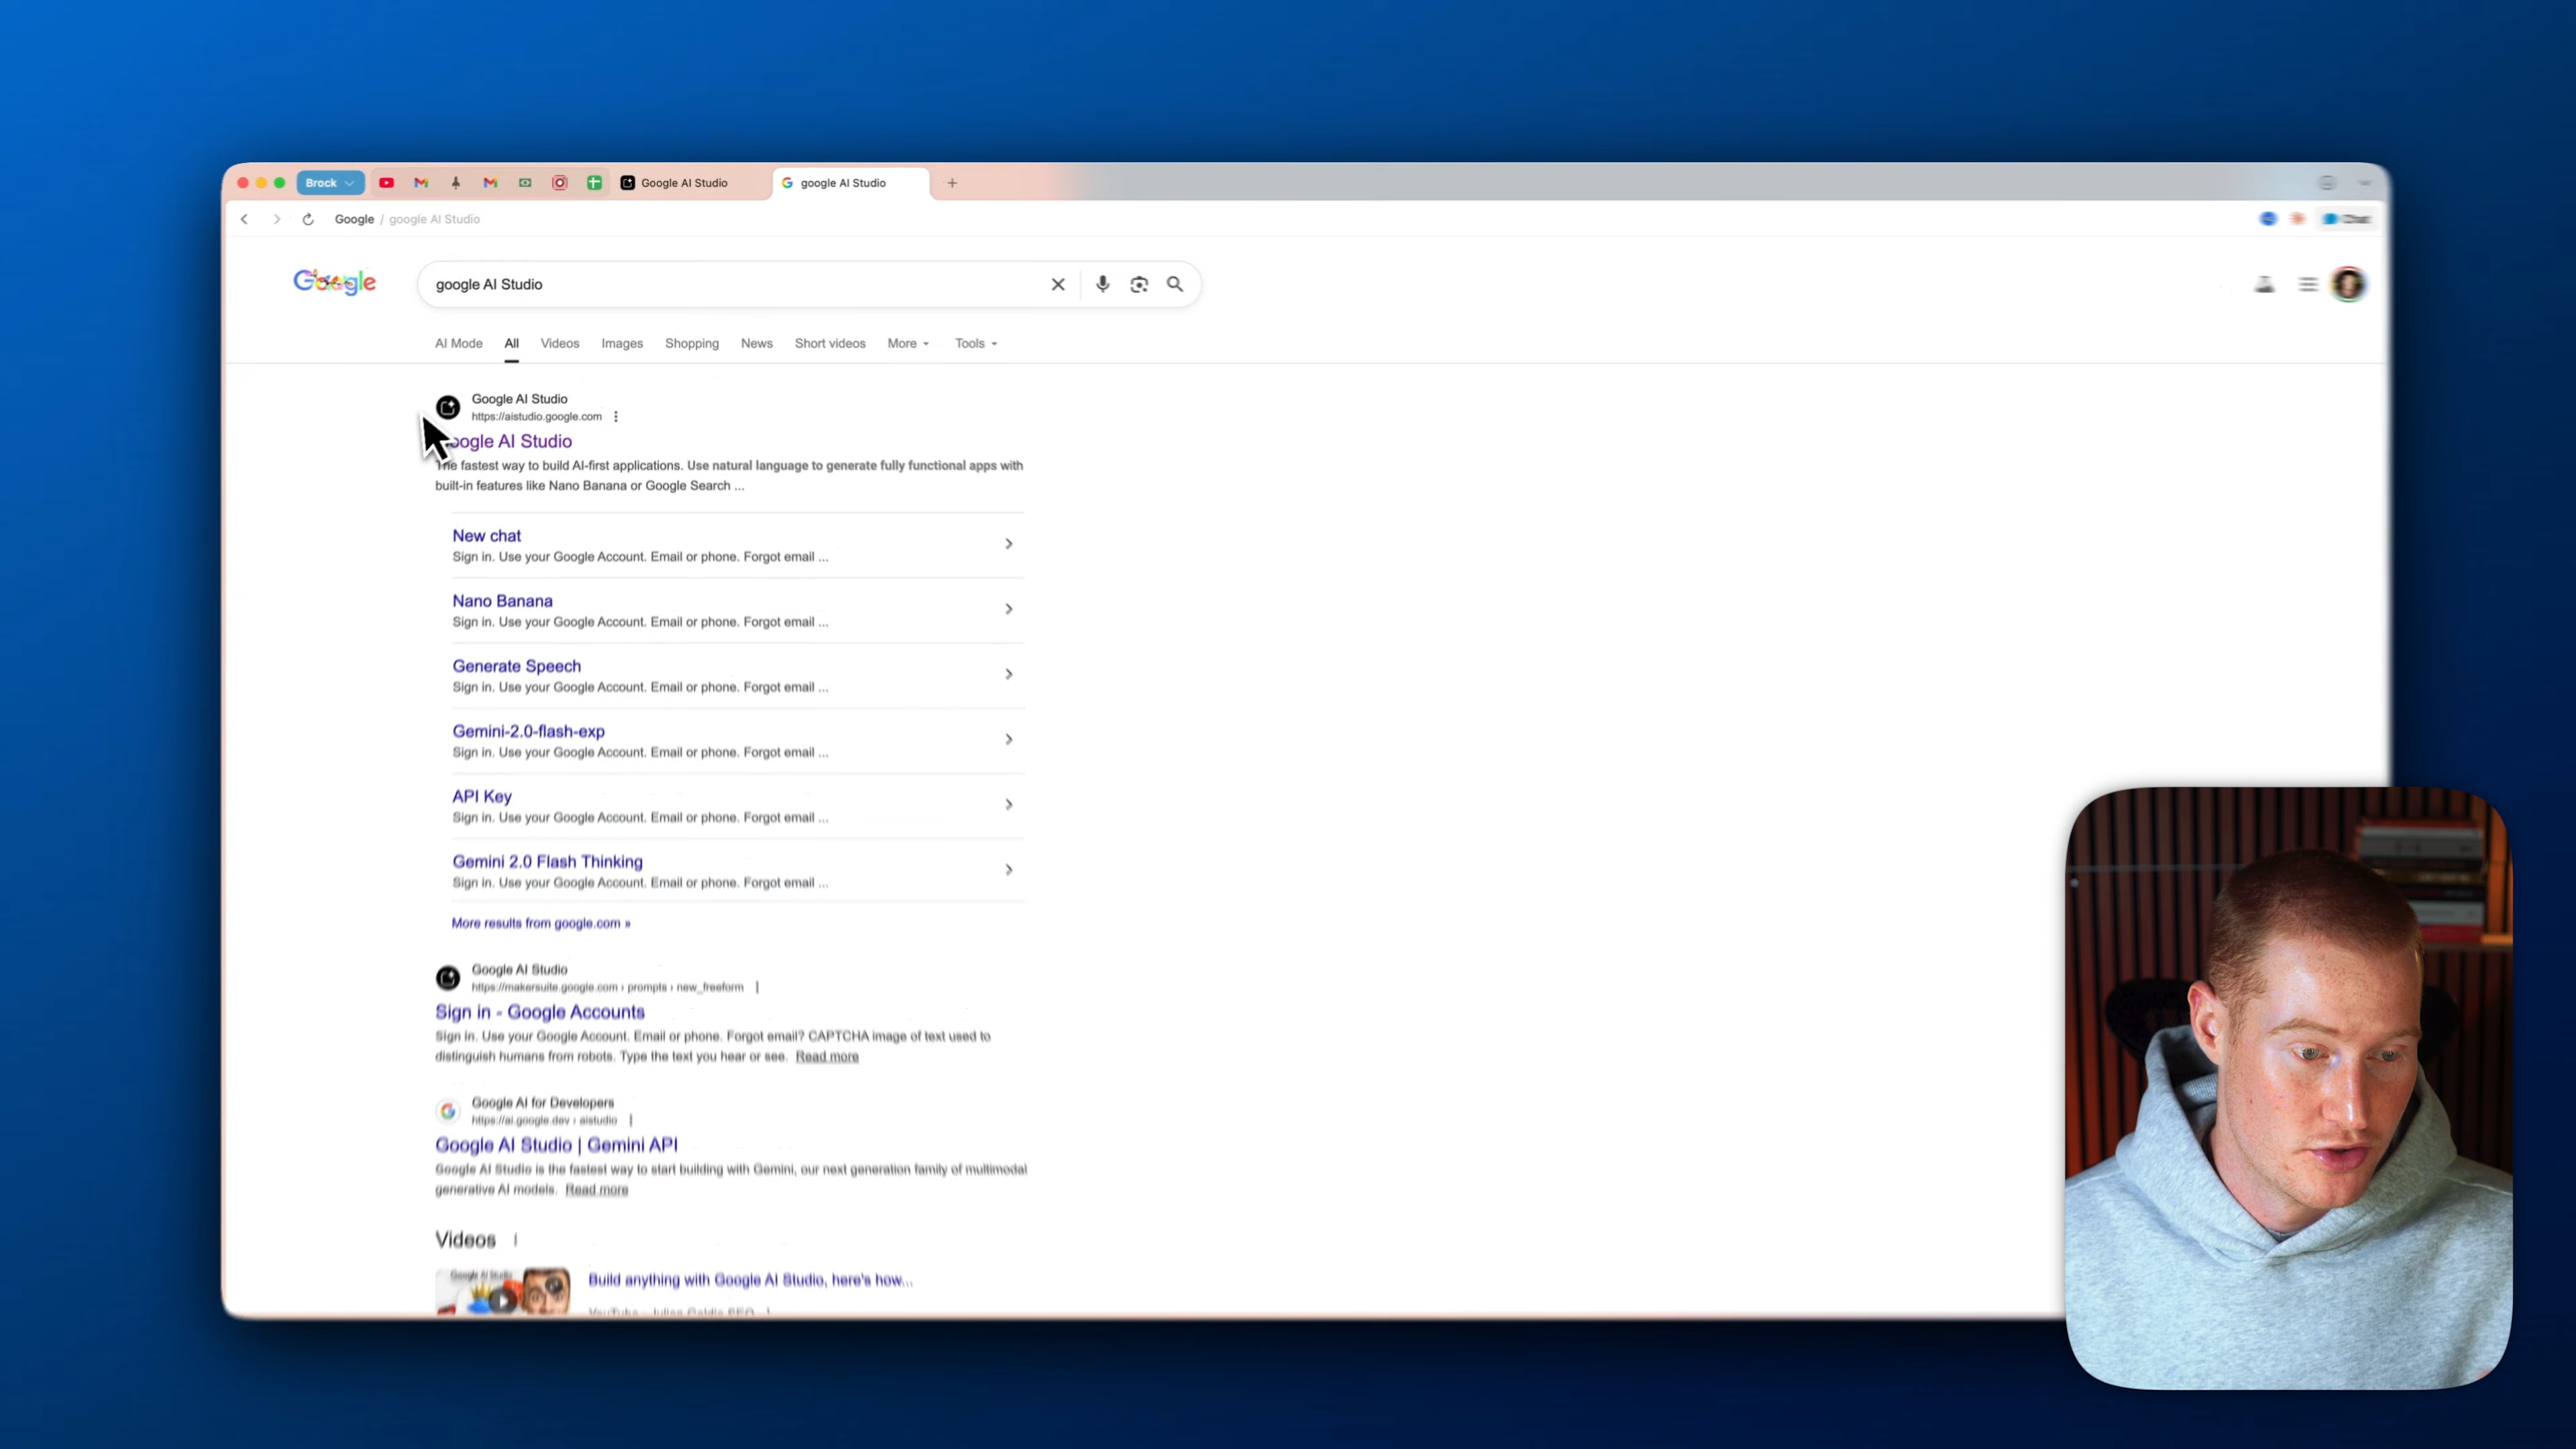 Brock
Google AI Studio
google AI Studio
Google / google AI Studio
Chat
Google
google AI Studio
AI Mode
All
Videos
Images
Shopping
News
Short videos
More
Tools
Google AI Studio
https://aistudio.google.com
oogle AI Studio
The fastest way to build AI-first applications. Use natural language to generate fully functional apps with
built-in features like Nano Banana or Google Search ...
New chat
Sign in. Use your Google Account. Email or phone. Forgot email ...
Nano Banana
Sign in. Use your Google Account. Email or phone. Forgot email ...
Generate Speech
Sign in. Use your Google Account. Email or phone. Forgot email ...
Gemini-2.0-flash-exp
Sign in. Use your Google Account. Email or phone. Forgot email ...
API Key
Sign in. Use your Google Account. Email or phone. Forgot email ...
Gemini 2.0 Flash Thinking
Sign in. Use your Google Account. Email or phone. Forgot email ...
More results from google.com »
Google AI Studio
https://makersuite.google.com › prompts › new_freeform
Sign in - Google Accounts
Sign in. Use your Google Account. Email or phone. Forgot email? CAPTCHA image of text used to
distinguish humans from robots. Type the text you hear or see. Read more
Google AI for Developers
https://ai.google.dev › aistudio
Google AI Studio | Gemini API
Google AI Studio is the fastest way to start building with Gemini, our next generation family of multimodal
generative AI models. Read more
Videos
Google AI Studio
Build anything with Google AI Studio, here's how...
YouTube · Julian Goldie SEO